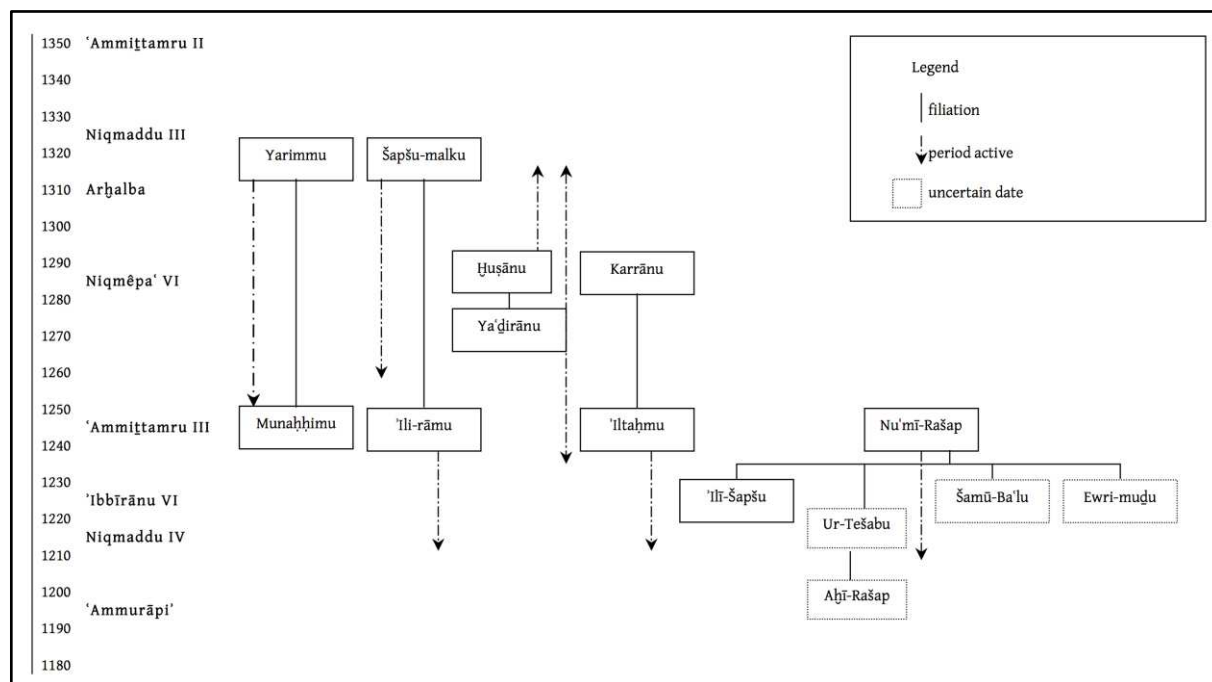 1350 ʿAmmiṯtamru II
1340
1330
Niqmaddu III
1320
Yarimmu
Šapšu-malku
1310 Arḫalba
1300
1290
Niqmêpaʿ VI
1280
1270
1260
1250
ʿAmmiṯtamru III
1240
1230
ʾIbbīrānu VI
1220
Niqmaddu IV
1210
1200
ʿAmmurāpiʾ
1190
1180
Ḫuṣānu
Karrānu
Yaʿḏirānu
Munaḥḥimu
ʾIli-rāmu
ʾIltaḥmu
Nuʾmī-Rašap
ʾIlī-Šapšu
Šamū-Baʿlu
Ewri-muḏu
Ur-Tešabu
Aḫī-Rašap
Legend
filiation
period active
uncertain date